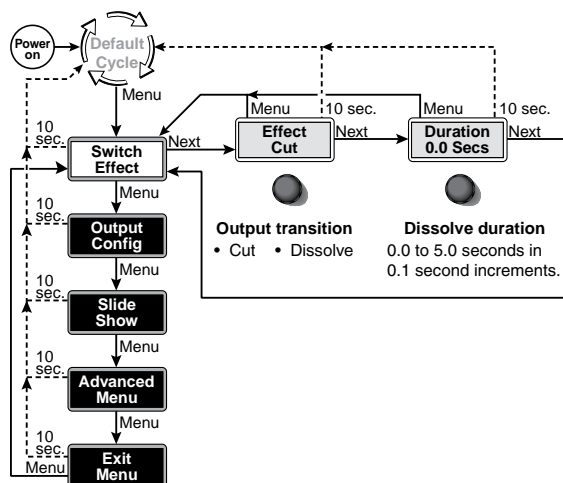 Power
on
Default
Cycle
Menu
10
sec.
Switch
Effect
Next
Menu
10 sec.
Effect
Cut
Next
Menu
10 sec.
Duration
0.0 Secs
Next
Menu
10
sec.
Output
Config
Output transition
• Cut • Dissolve
Dissolve duration
0.0 to 5.0 seconds in
0.1 second increments.
Menu
10
sec.
Slide
Show
Menu
10
sec.
Advanced
Menu
Menu
10
sec.
Menu
Exit
Menu